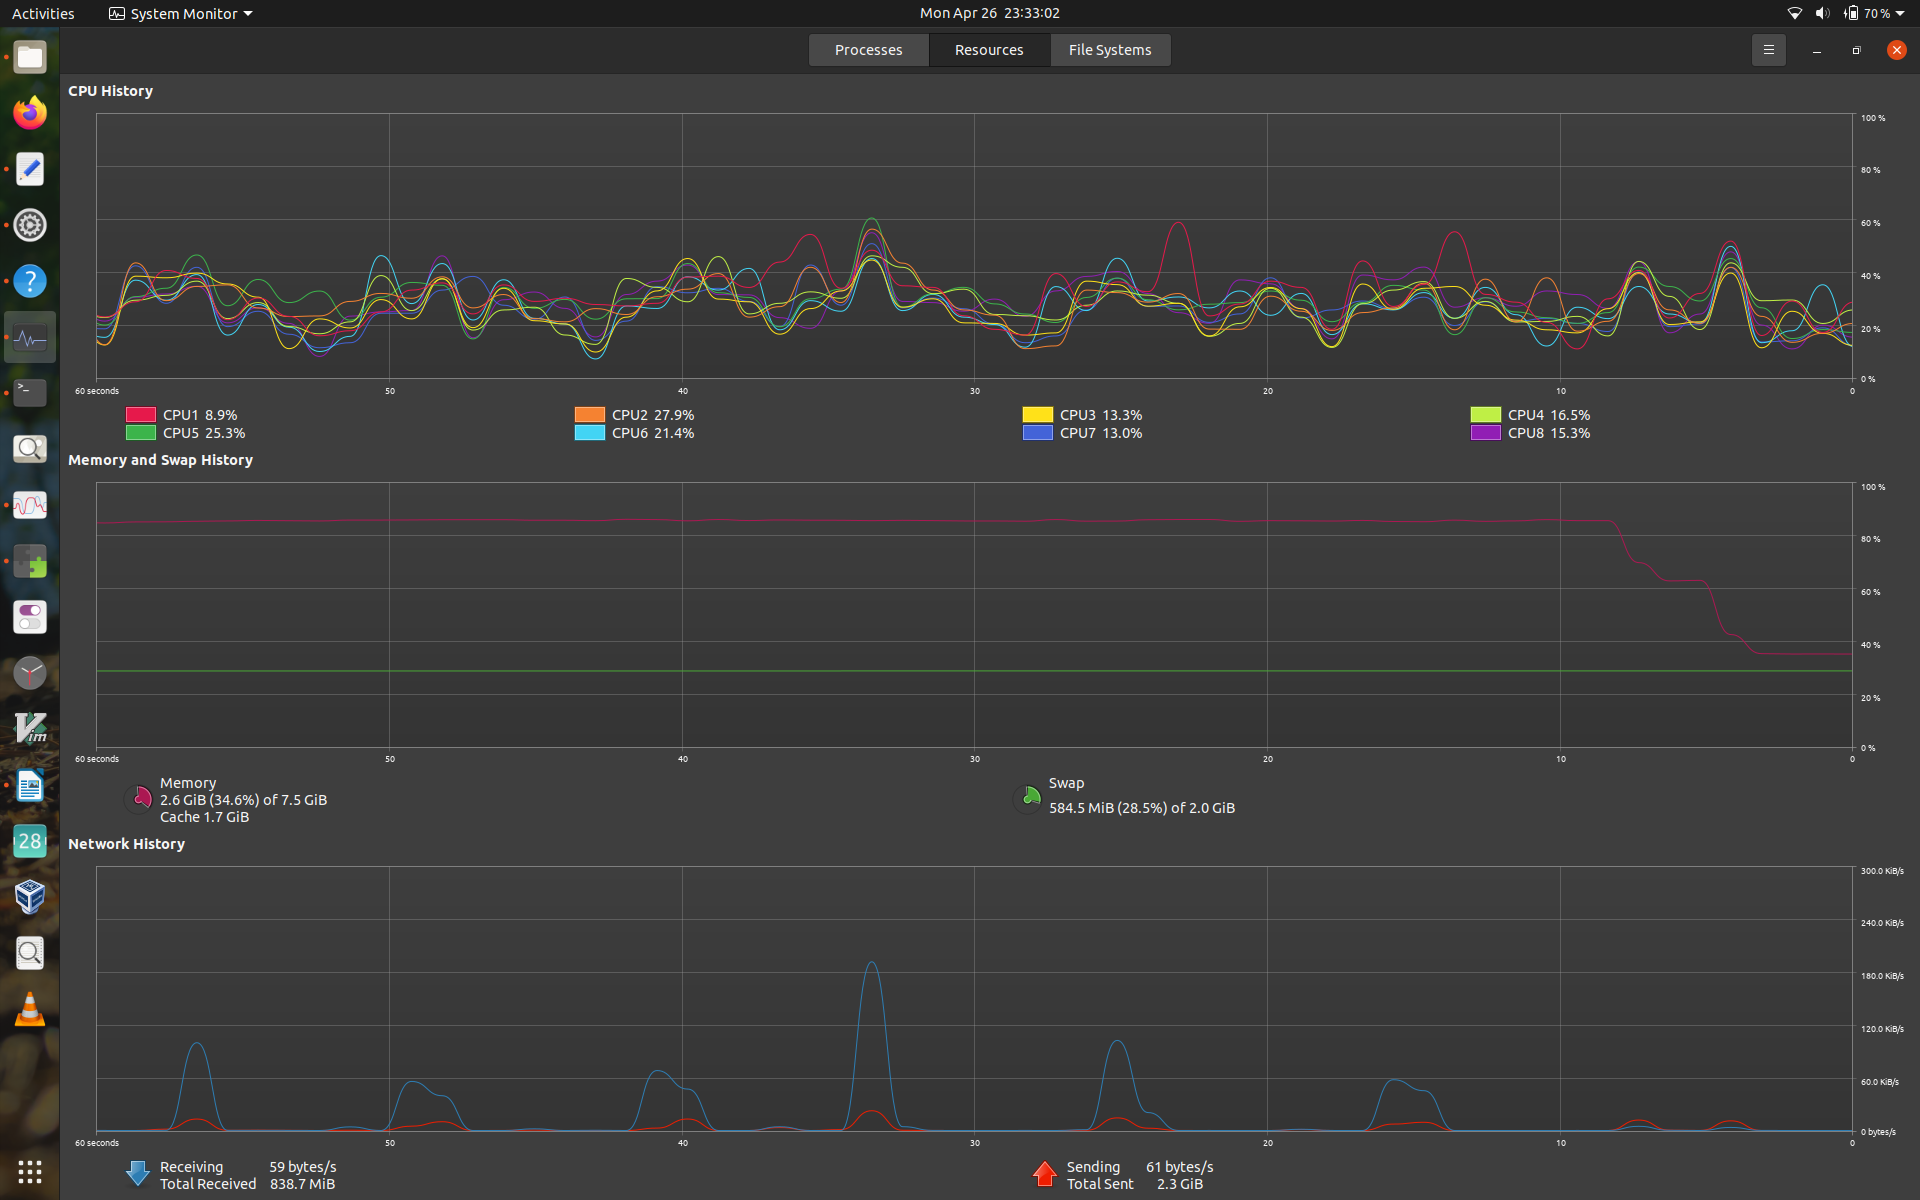 Activities
System Monitor
Mon Apr 26 23:33:02
70 %
Processes
Resources
File Systems
CPU History
100 %
80 %
60 %
40 %
20 %
0 %
60 seconds
50
40
30
20
10
0
CPU1 8.9%
CPU2 27.9%
CPU3 13.3%
CPU4 16.5%
CPU5 25.3%
CPU6 21.4%
CPU7 13.0%
CPU8 15.3%
Memory and Swap History
100 %
80 %
60 %
40 %
20 %
0 %
60 seconds
50
40
30
20
10
0
Memory
2.6 GiB (34.6%) of 7.5 GiB
Cache 1.7 GiB
Swap
584.5 MiB (28.5%) of 2.0 GiB
Network History
300.0 KiB/s
240.0 KiB/s
180.0 KiB/s
120.0 KiB/s
60.0 KiB/s
0 bytes/s
60 seconds
50
40
30
20
10
0
Receiving 59 bytes/s
Total Received 838.7 MiB
Sending 61 bytes/s
Total Sent 2.3 GiB
?
>_
Vim
28